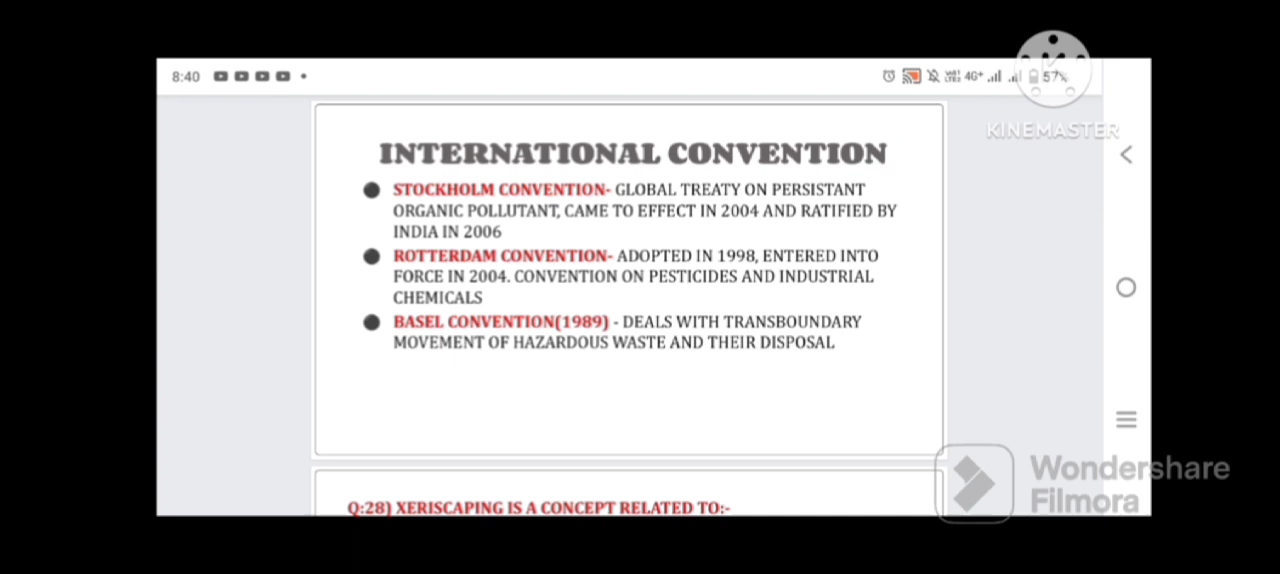 8:40
4G+ 57%
KINEMASTER
INTERNATIONAL CONVENTION
STOCKHOLM CONVENTION- GLOBAL TREATY ON PERSISTANT
ORGANIC POLLUTANT, CAME TO EFFECT IN 2004 AND RATIFIED BY
INDIA IN 2006
ROTTERDAM CONVENTION- ADOPTED IN 1998, ENTERED INTO
FORCE IN 2004. CONVENTION ON PESTICIDES AND INDUSTRIAL
CHEMICALS
BASEL CONVENTION(1989) - DEALS WITH TRANSBOUNDARY
MOVEMENT OF HAZARDOUS WASTE AND THEIR DISPOSAL
Wondershare
Filmora
Q:28) XERISCAPING IS A CONCEPT RELATED TO:-